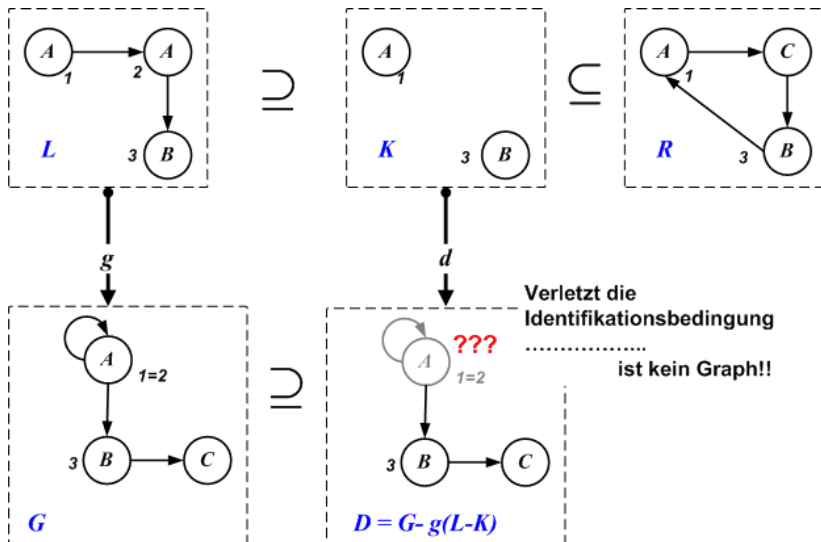 A
1
A
2
3
B
L
⊇
A
1
3
B
K
⊆
A
1
C
3
B
R
g
d
A
1=2
3
B
C
G
⊇
A
???
1=2
3
B
C
D = G- g(L-K)
Verletzt die
Identifikationsbedingung
....................
ist kein Graph!!